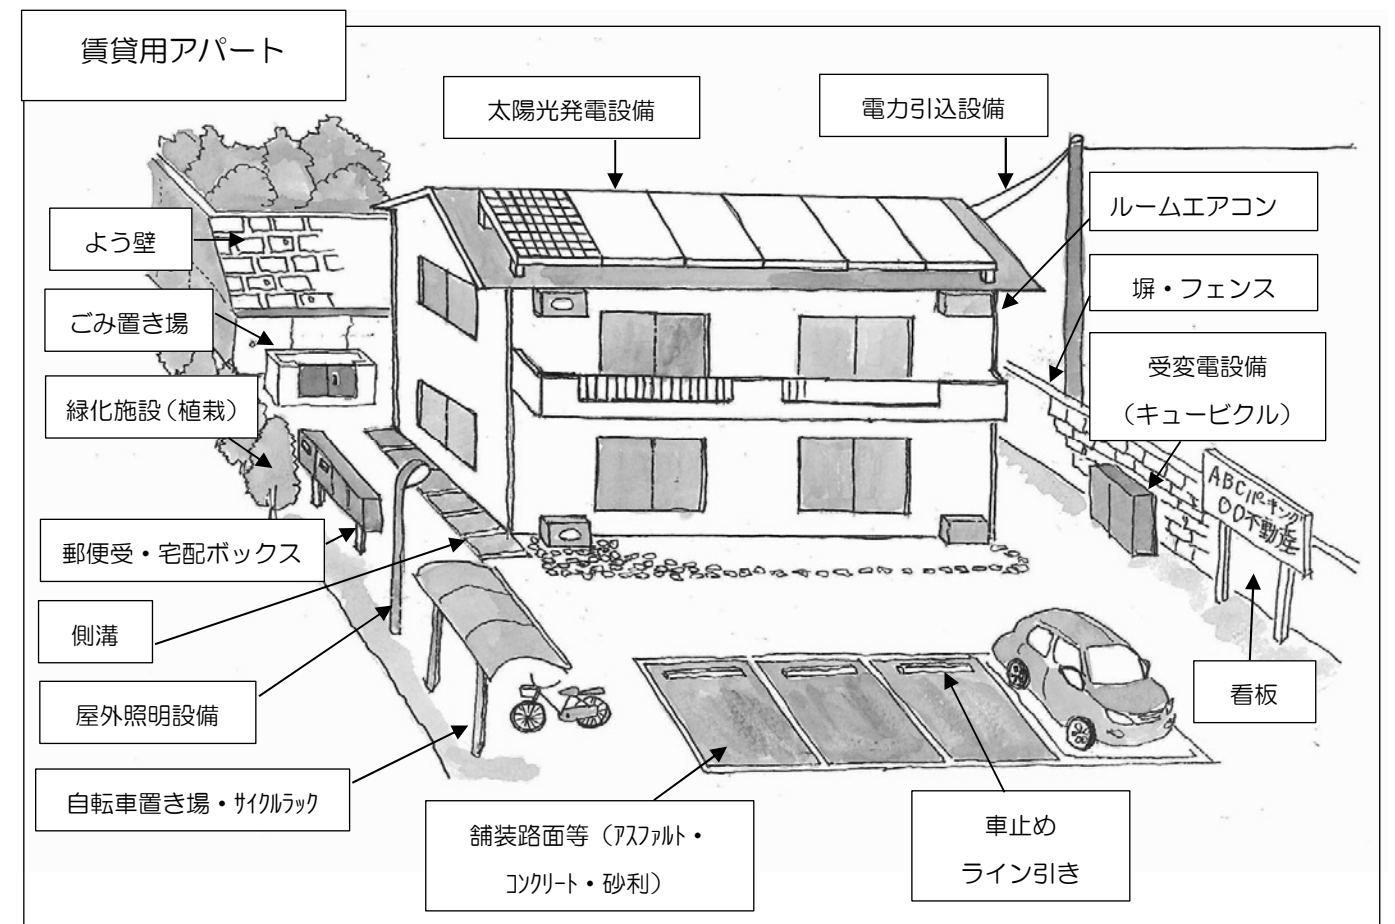 賃貸用アパート
太陽光発電設備
電力引込設備
ルームエアコン
よう壁
塀・フェンス
ごみ置き場
受変電設備
（キュービクル）
緑化施設（植栽）
ABCパーキング
〇〇不動産
郵便受・宅配ボックス
側溝
看板
屋外照明設備
自転車置き場・ｻｲｸﾙﾗｯｸ
舗装路面等（ｱｽﾌｧﾙﾄ・
ｺﾝｸﾘｰﾄ・砂利）
車止め
ライン引き